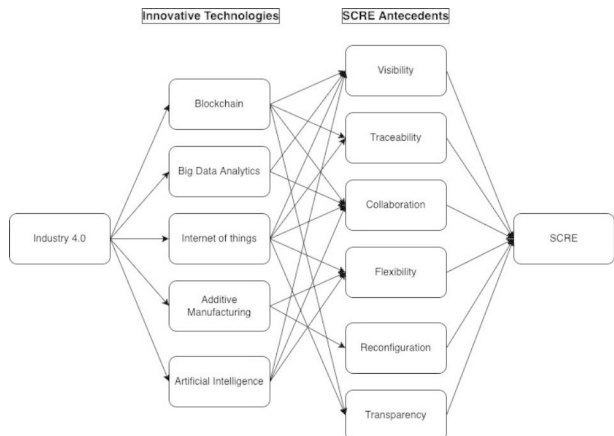 Innovative Technologies
SCRE Antecedents
Visibility
Blockchain
Traceability
Big Data Analytics
Collaboration
Industry 4.0
Internet of things
SCRE
Flexibility
Additive
Manufacturing
Reconfiguration
Artificial Intelligence
Transparency